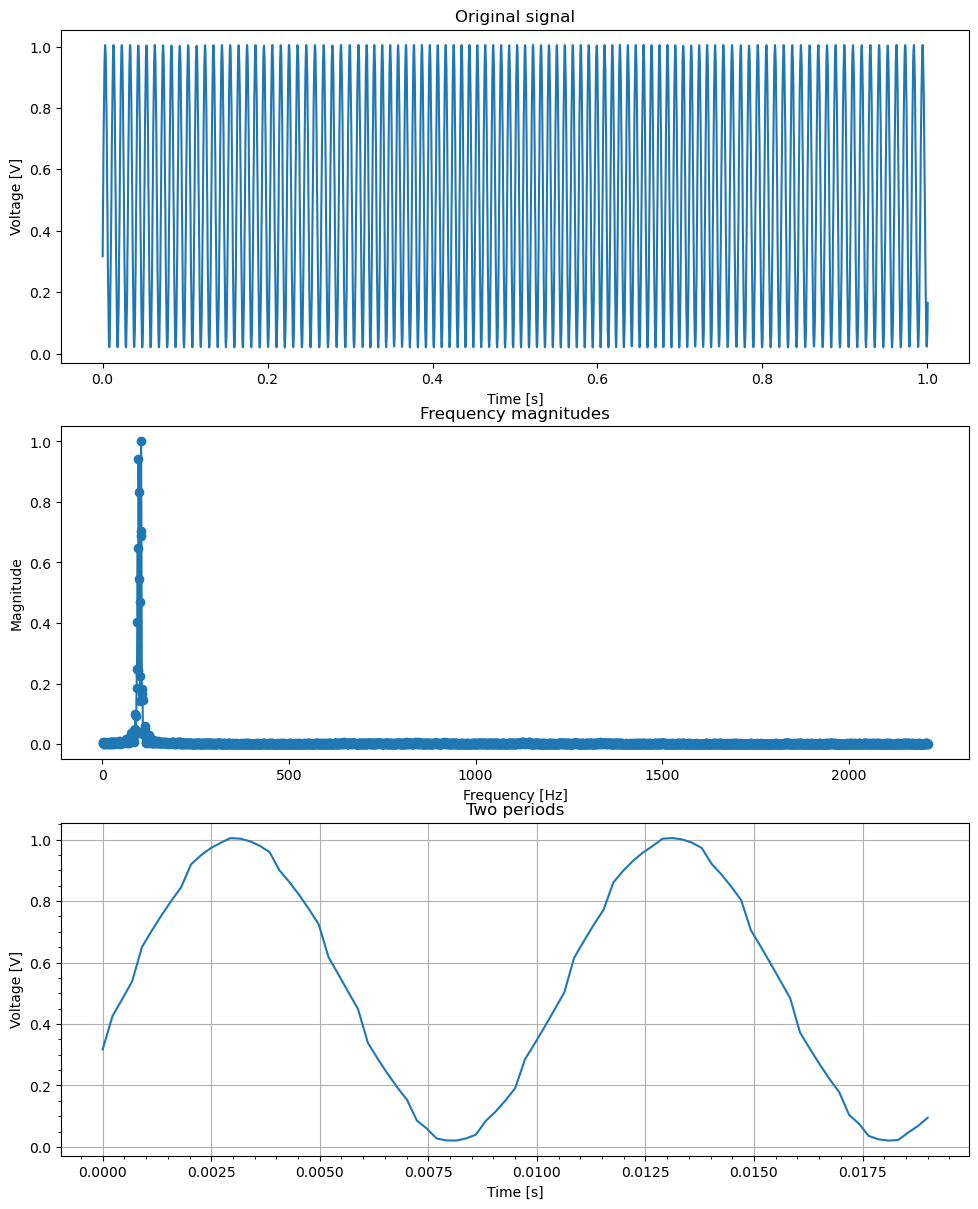 Original signal
1.0
0.8
0.6
0.4
0.2
0.0
Voltage [V]
0.0 0.2 0.4 0.6 0.8 1.0
Time [s]
Frequency magnitudes
1.0
0.8
0.6
0.4
0.2
0.0
Magnitude
0 500 1000 1500 2000
Frequency [Hz]
Two periods
1.0
0.8
0.6
0.4
0.2
0.0
Voltage [V]
0.0000 0.0025 0.0050 0.0075 0.0100 0.0125 0.0150 0.0175
Time [s]